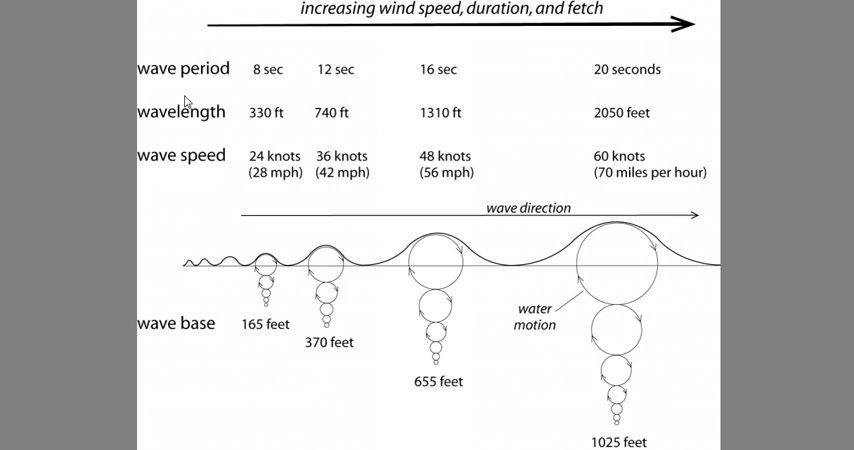 increasing wind speed, duration, and fetch
wave period 8 sec 12 sec 16 sec 20 seconds
wavelength 330 ft 740 ft 1310 ft 2050 feet
wave speed 24 knots 36 knots 48 knots 60 knots
(28 mph) (42 mph) (56 mph) (70 miles per hour)
wave direction
water
motion
wave base 165 feet
370 feet
655 feet
1025 feet